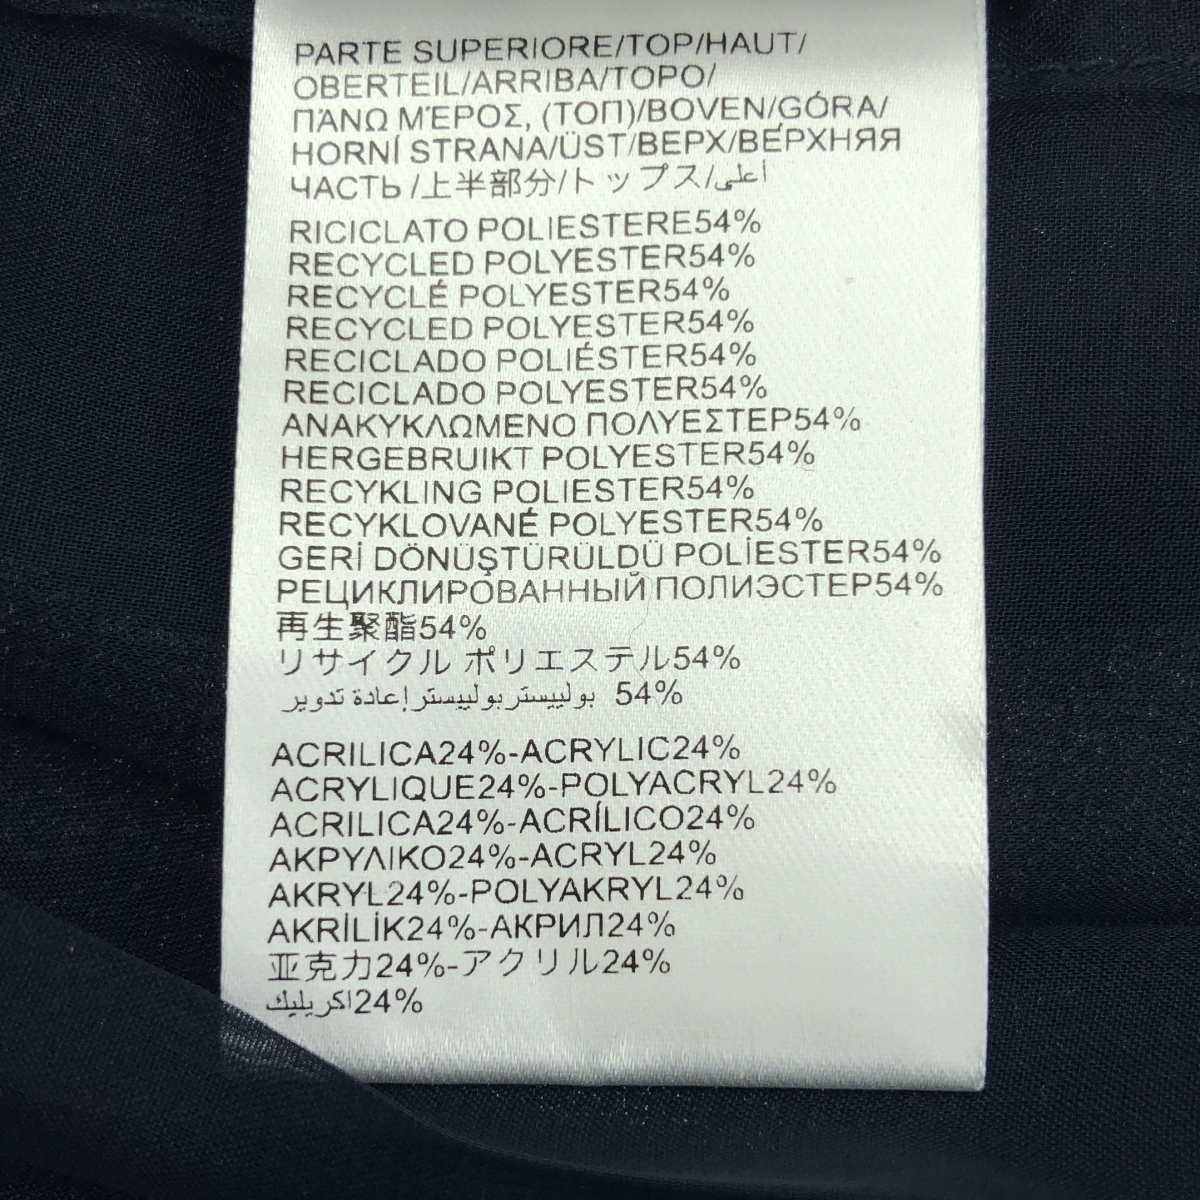 PARTE SUPERIORE/TOP/HAUT/
OBERTEIL/ARRIBA/TOPO/
ΠΆΝΩ ΜΈΡΟΣ, (ΤΟΠ)/BOVEN/GÓRA/
HORNÍ STRANA/ÜST/ВЕРХ/ВЕ́РХНЯЯ
ЧАСТЬ/上半部分/トップス/أعلى
RICICLATO POLIESTERE54%
RECYCLED POLYESTER54%
RECYCLÉ POLYESTER54%
RECYCLED POLYESTER54%
RECICLADO POLIÉSTER54%
RECICLADO POLYESTER54%
ΑΝΑΚΥΚΛΩΜΕΝΟ ΠΟΛΥΕΣΤΕΡ54%
HERGEBRUIKT POLYESTER54%
RECYKLING POLIESTER54%
RECYKLOVANÉ POLYESTER54%
GERİ DÖNÜŞTÜRÜLDÜ POLİESTER54%
РЕЦИКЛИРОВАННЫЙ ПОЛИЭСТЕР54%
再生聚酯54%
リサイクル ポリエステル54%
بولييستربولييستر إعادة تدوير 54%
ACRILICA24%-ACRYLIC24%
ACRYLIQUE24%-POLYACRYL24%
ACRILICA24%-ACRÍLICO24%
ΑΚΡΥΛΙΚΟ24%-ACRYL24%
AKRYL24%-POLYAKRYL24%
AKRİLİK24%-АКРИЛ24%
亚克力24%-アクリル24%
اكريليك24%